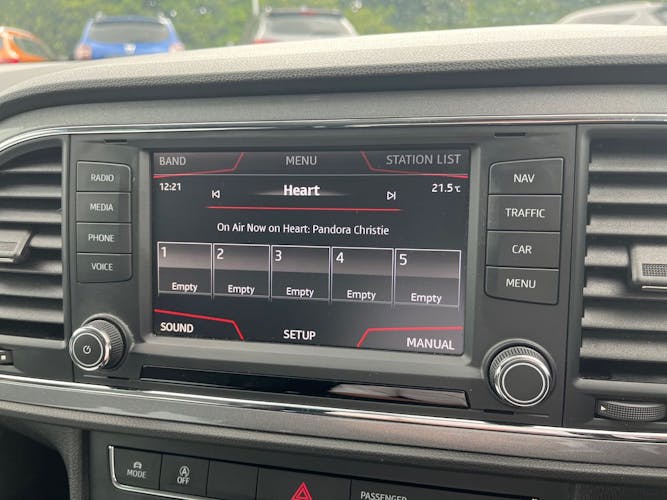 BAND MENU STATION LIST
RADIO
MEDIA
PHONE
VOICE
12:21 Heart 21.5°C
On Air Now on Heart: Pandora Christie
1 2 3 4 5
Empty Empty Empty Empty Empty
SOUND SETUP MANUAL
NAV
TRAFFIC
CAR
MENU
MODE
A
OFF
PASSENGER